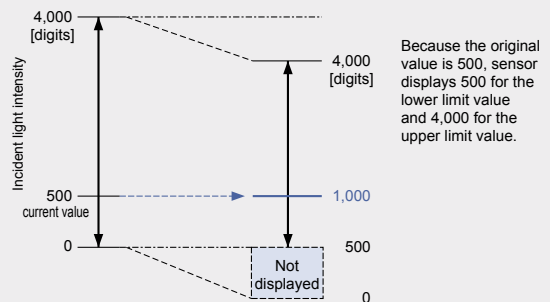 4,000
[digits]
Incident light intensity
500
current value
0
4,000
[digits]
1,000
500
Not
displayed
0
Because the original
value is 500, sensor
displays 500 for the
lower limit value
and 4,000 for the
upper limit value.